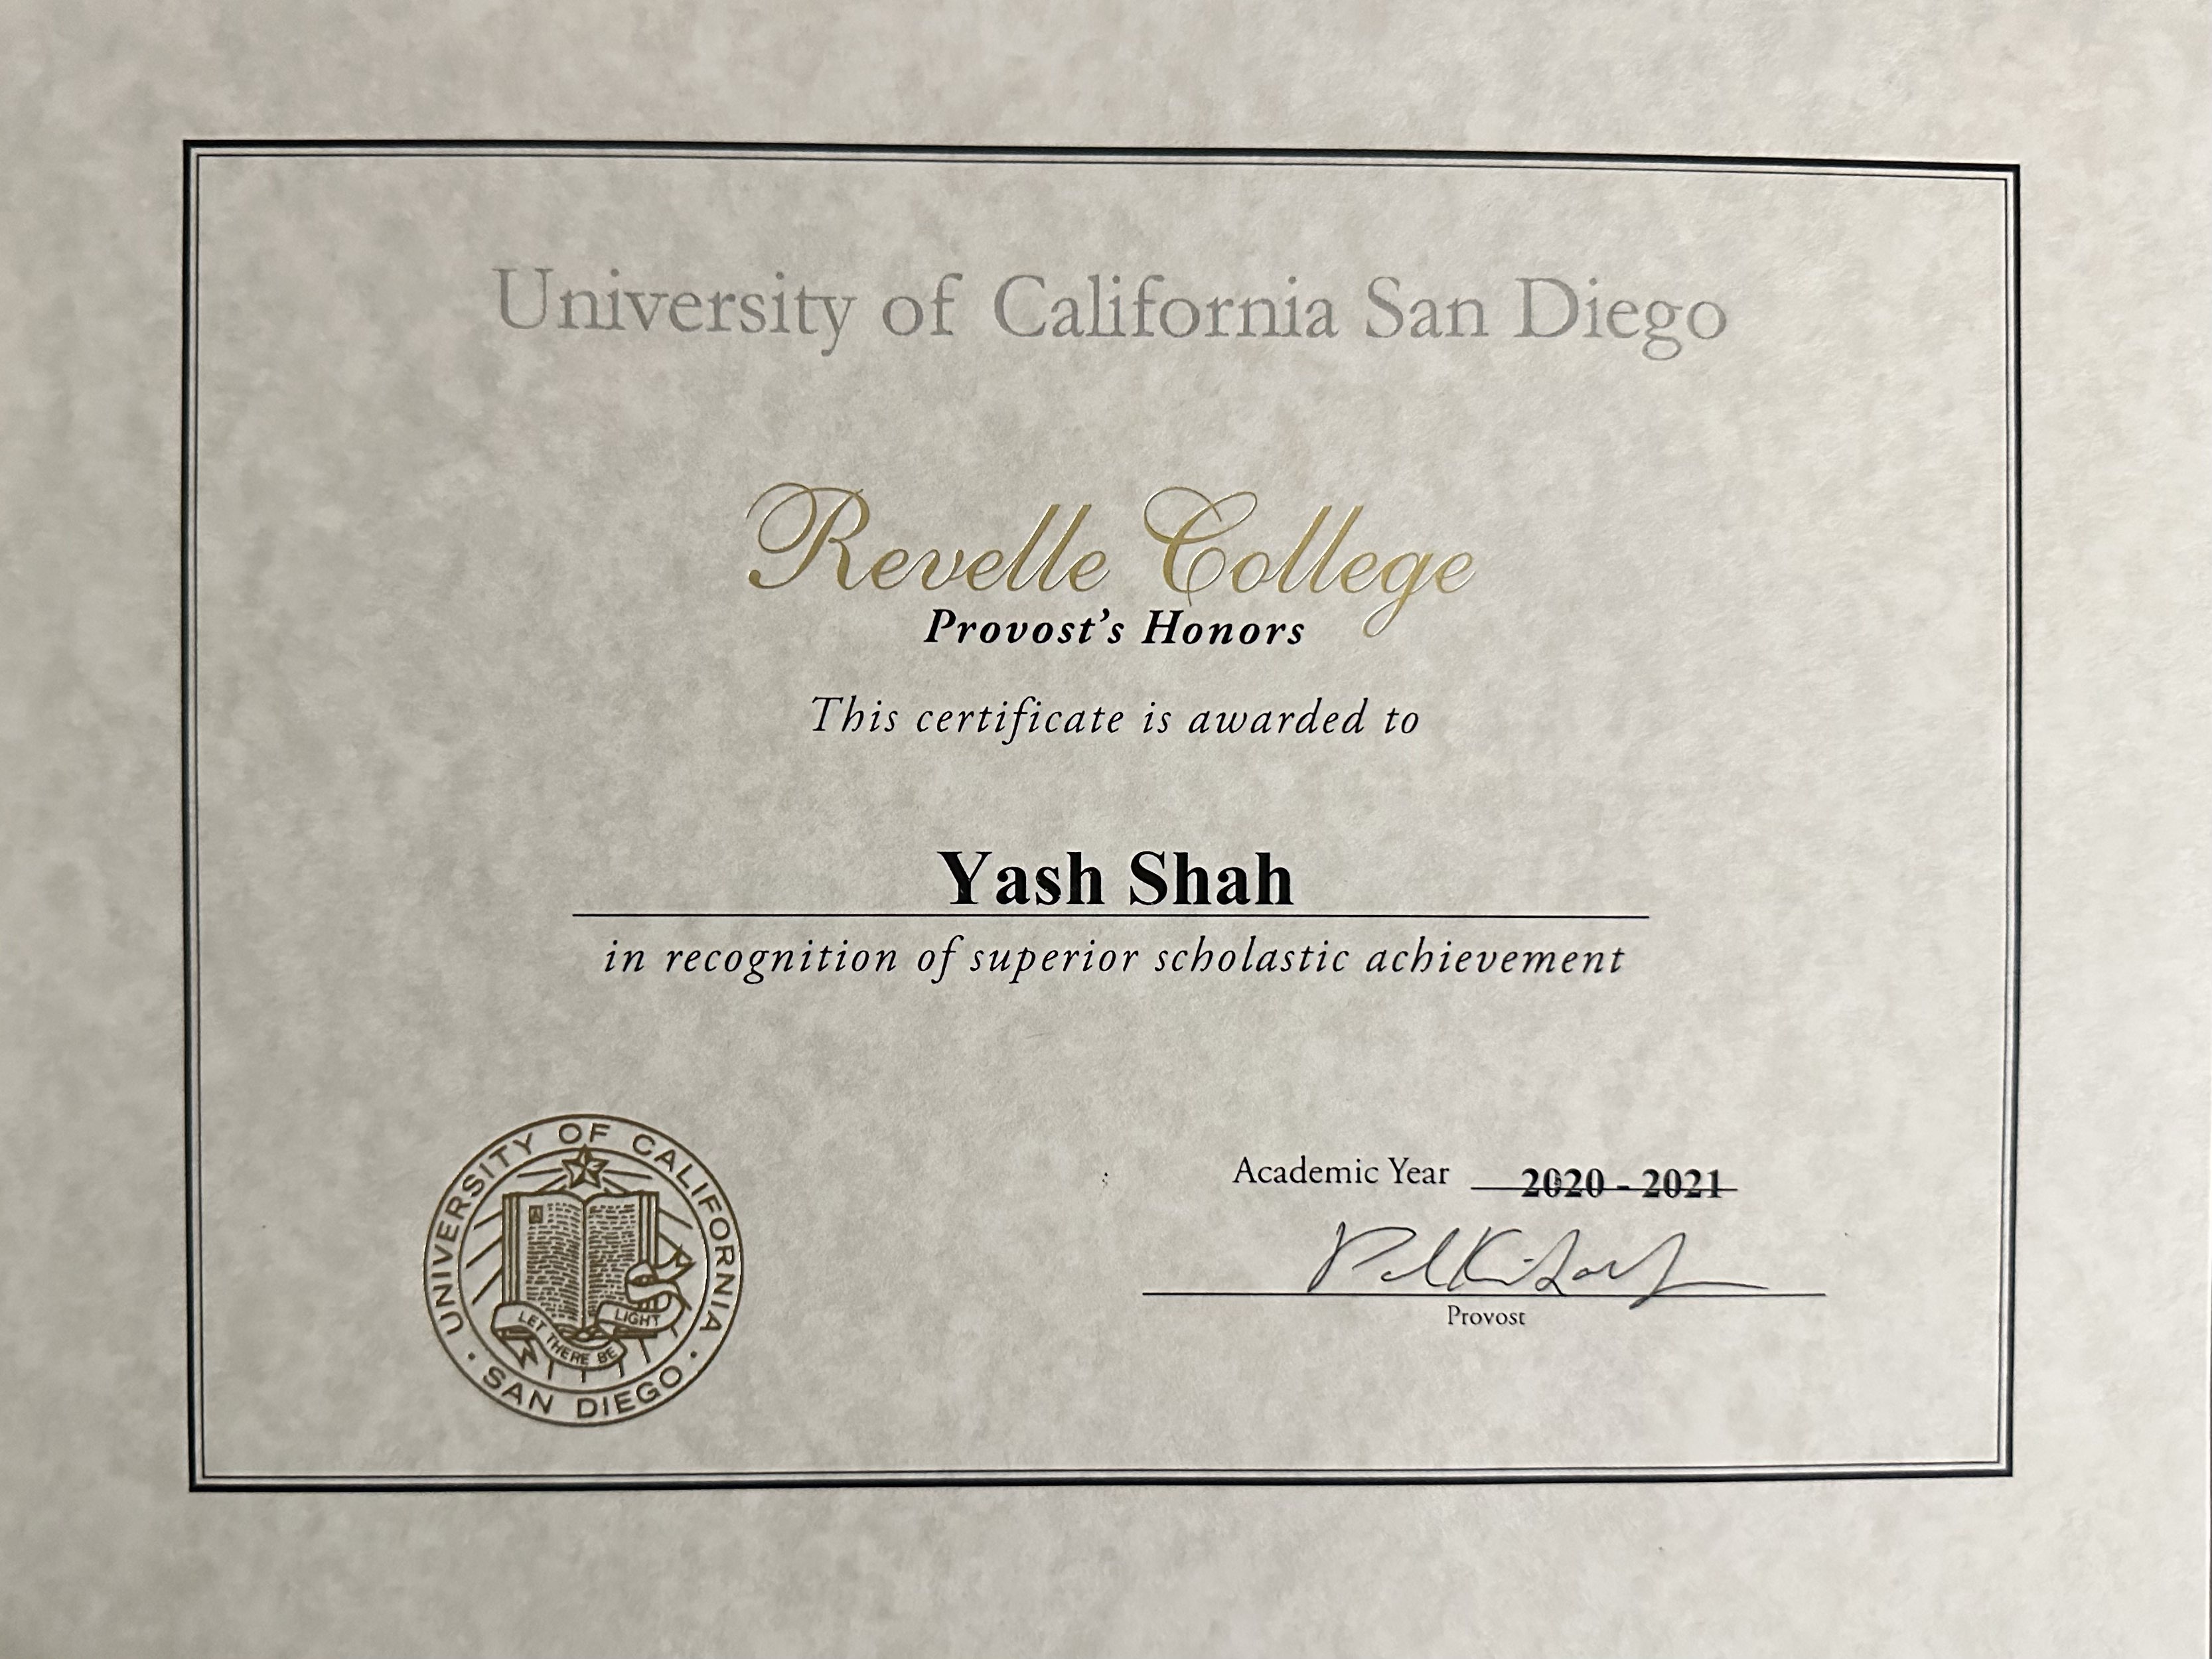 University of California San Diego
Revelle College
Provost's Honors
This certificate is awarded to
Yash Shah
in recognition of superior scholastic achievement
UNIVERSITY OF CALIFORNIA
LET THERE BE LIGHT
· SAN DIEGO ·
Academic Year 2020 - 2021
Provost